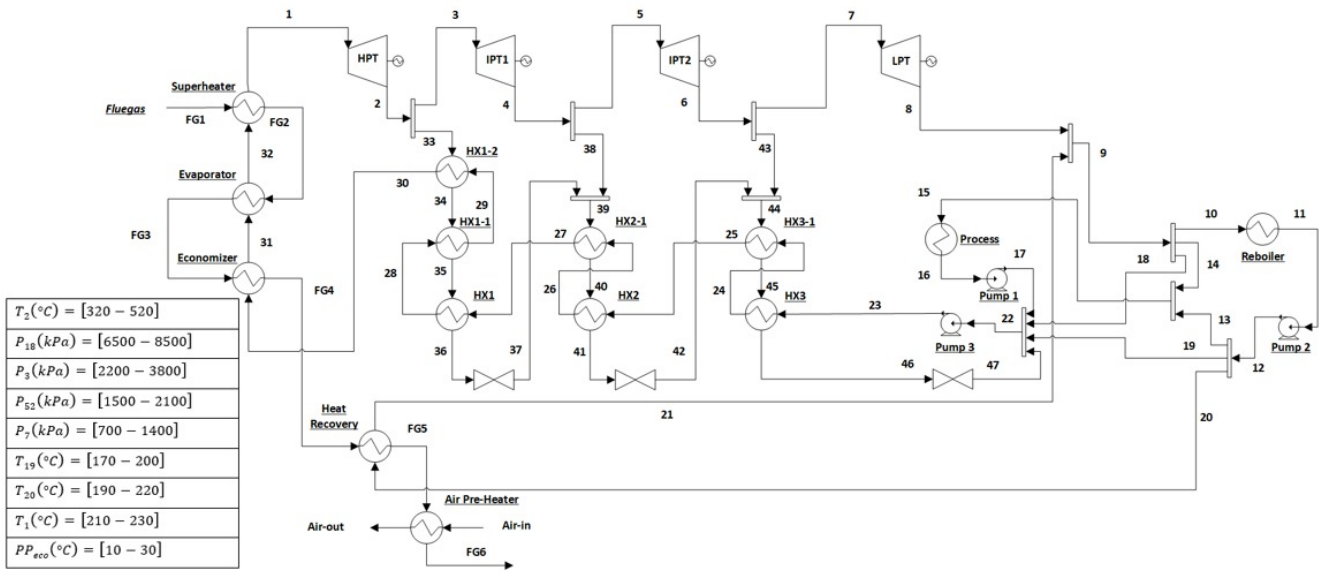 1
3
5
7
HPT
IPT1
IPT2
LPT
Superheater
Fluegas
FG1
FG2
2
4
6
8
33
38
43
9
32
HX1-2
Evaporator
30
34
29
39
44
15
10
11
31
HX1-1
27
HX2-1
25
HX3-1
Process
18
14
Reboiler
FG3
Economizer
28
35
26
40
24
45
16
17
Pump 1
FG4
HX1
HX2
HX3
23
22
13
Pump 3
19
12
Pump 2
36
37
41
42
46
47
20
21
Heat
Recovery
FG5
Air Pre-Heater
Air-out
Air-in
FG6
T₂(°C) = [320 − 520]
P₁₈(kPa) = [6500 − 8500]
P₃(kPa) = [2200 − 3800]
P₅₂(kPa) = [1500 − 2100]
P₇(kPa) = [700 − 1400]
T₁₉(°C) = [170 − 200]
T₂₀(°C) = [190 − 220]
T₁(°C) = [210 − 230]
PPₑcₒ(°C) = [10 − 30]